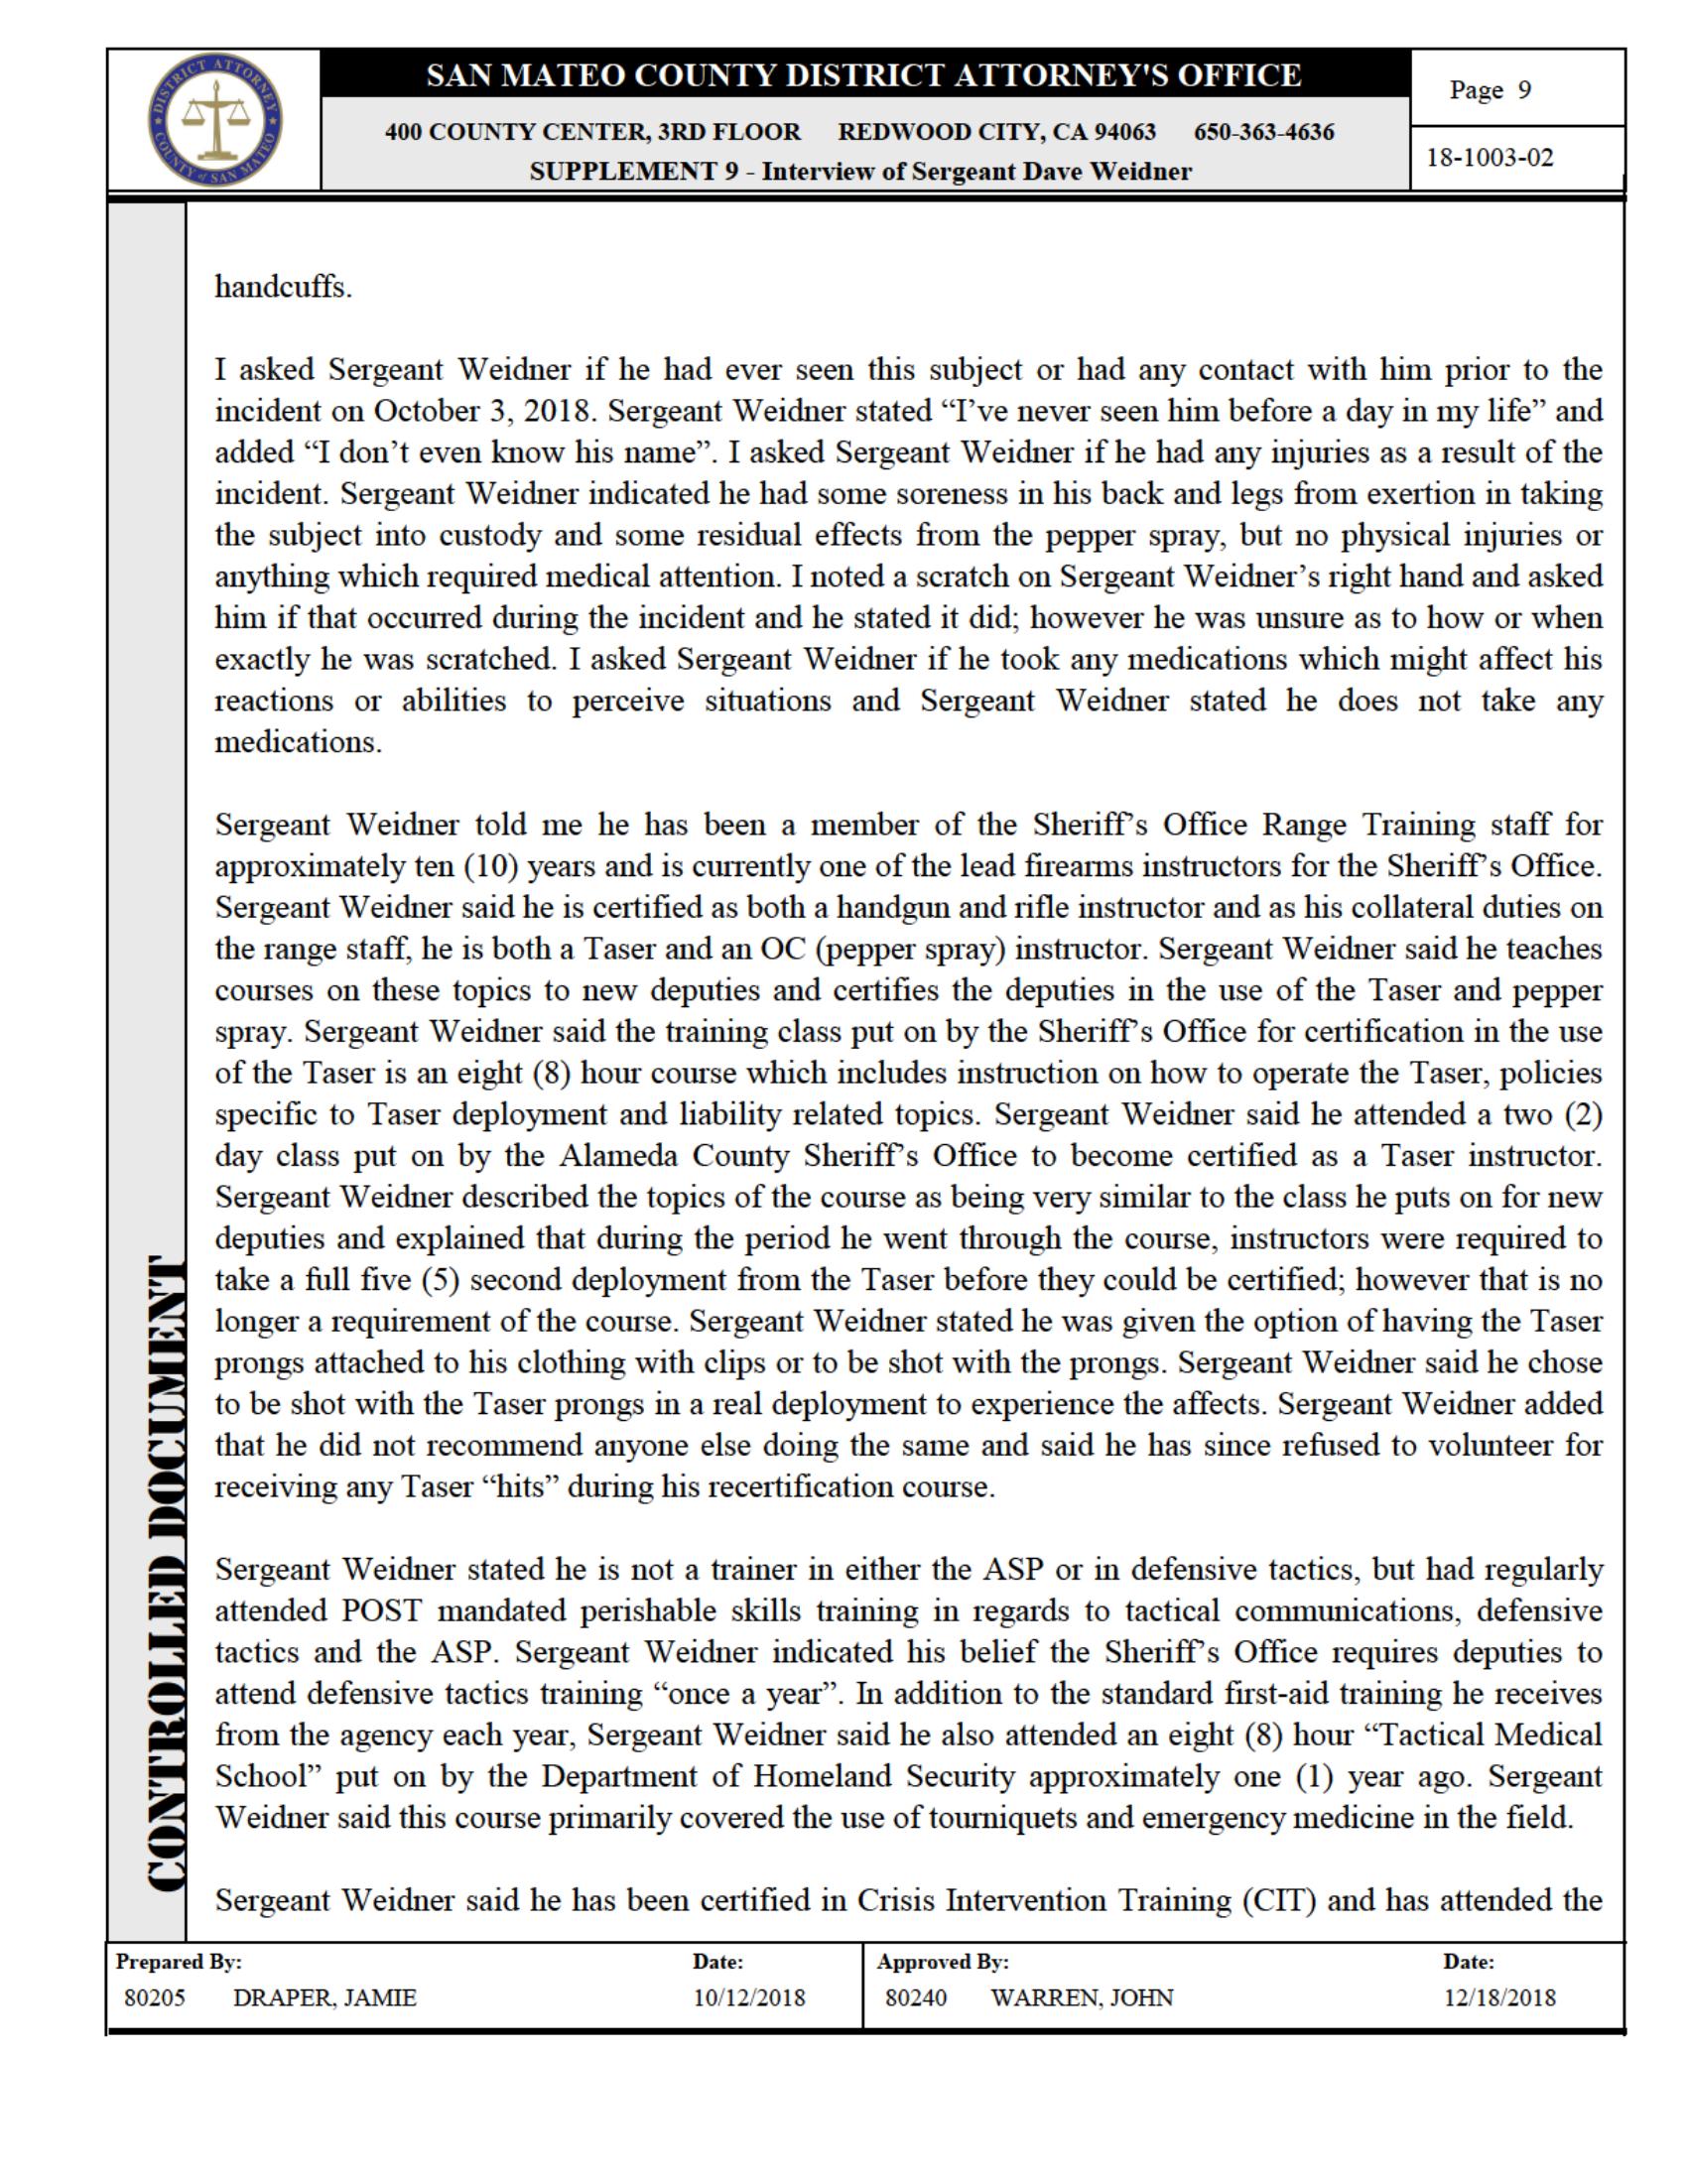 DISTRICT ATTORNEY
COUNTY of SAN MATEO
SAN MATEO COUNTY DISTRICT ATTORNEY'S OFFICE
400 COUNTY CENTER, 3RD FLOOR REDWOOD CITY, CA 94063 650-363-4636
SUPPLEMENT 9 - Interview of Sergeant Dave Weidner
Page 9
18-1003-02
handcuffs.
I asked Sergeant Weidner if he had ever seen this subject or had any contact with him prior to the
incident on October 3, 2018. Sergeant Weidner stated “I’ve never seen him before a day in my life” and
added “I don’t even know his name”. I asked Sergeant Weidner if he had any injuries as a result of the
incident. Sergeant Weidner indicated he had some soreness in his back and legs from exertion in taking
the subject into custody and some residual effects from the pepper spray, but no physical injuries or
anything which required medical attention. I noted a scratch on Sergeant Weidner’s right hand and asked
him if that occurred during the incident and he stated it did; however he was unsure as to how or when
exactly he was scratched. I asked Sergeant Weidner if he took any medications which might affect his
reactions or abilities to perceive situations and Sergeant Weidner stated he does not take any
medications.
Sergeant Weidner told me he has been a member of the Sheriff’s Office Range Training staff for
approximately ten (10) years and is currently one of the lead firearms instructors for the Sheriff’s Office.
Sergeant Weidner said he is certified as both a handgun and rifle instructor and as his collateral duties on
the range staff, he is both a Taser and an OC (pepper spray) instructor. Sergeant Weidner said he teaches
courses on these topics to new deputies and certifies the deputies in the use of the Taser and pepper
spray. Sergeant Weidner said the training class put on by the Sheriff’s Office for certification in the use
of the Taser is an eight (8) hour course which includes instruction on how to operate the Taser, policies
specific to Taser deployment and liability related topics. Sergeant Weidner said he attended a two (2)
day class put on by the Alameda County Sheriff’s Office to become certified as a Taser instructor.
Sergeant Weidner described the topics of the course as being very similar to the class he puts on for new
deputies and explained that during the period he went through the course, instructors were required to
take a full five (5) second deployment from the Taser before they could be certified; however that is no
longer a requirement of the course. Sergeant Weidner stated he was given the option of having the Taser
prongs attached to his clothing with clips or to be shot with the prongs. Sergeant Weidner said he chose
to be shot with the Taser prongs in a real deployment to experience the affects. Sergeant Weidner added
that he did not recommend anyone else doing the same and said he has since refused to volunteer for
receiving any Taser “hits” during his recertification course.
Sergeant Weidner stated he is not a trainer in either the ASP or in defensive tactics, but had regularly
attended POST mandated perishable skills training in regards to tactical communications, defensive
tactics and the ASP. Sergeant Weidner indicated his belief the Sheriff’s Office requires deputies to
attend defensive tactics training “once a year”. In addition to the standard first-aid training he receives
from the agency each year, Sergeant Weidner said he also attended an eight (8) hour “Tactical Medical
School” put on by the Department of Homeland Security approximately one (1) year ago. Sergeant
Weidner said this course primarily covered the use of tourniquets and emergency medicine in the field.
Sergeant Weidner said he has been certified in Crisis Intervention Training (CIT) and has attended the
CONTROLLED DOCUMENT
Prepared By: Date: Approved By: Date:
80205 DRAPER, JAMIE 10/12/2018 80240 WARREN, JOHN 12/18/2018